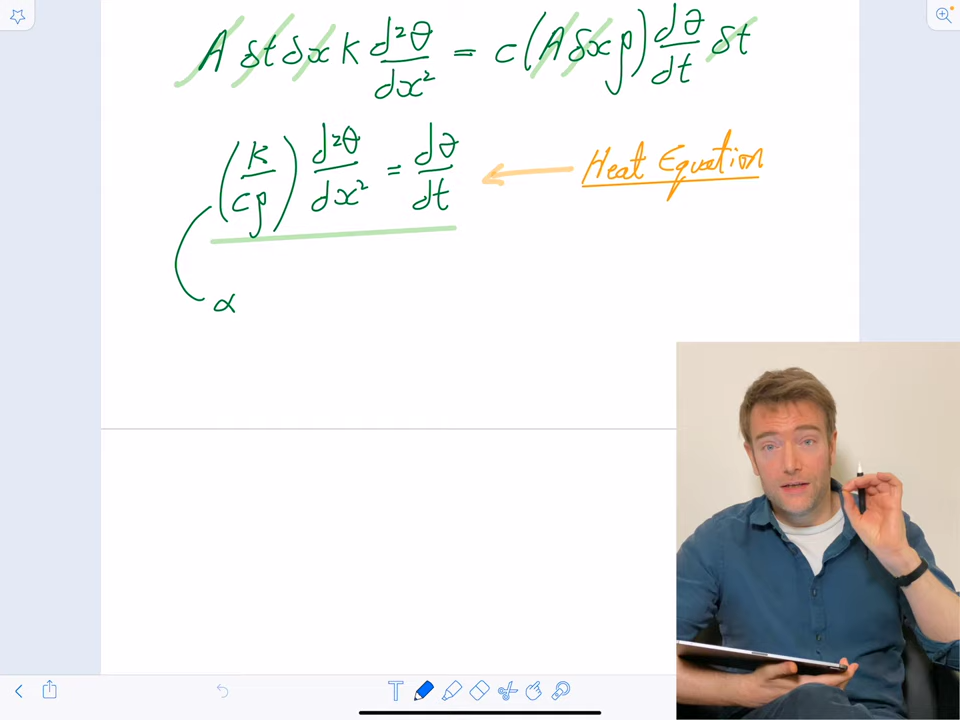 A δt δx k d²θ/dx² = c(A δx ρ) dθ/dt δt
(k/cρ) d²θ/dx² = dθ/dt ← Heat Equation
α
T